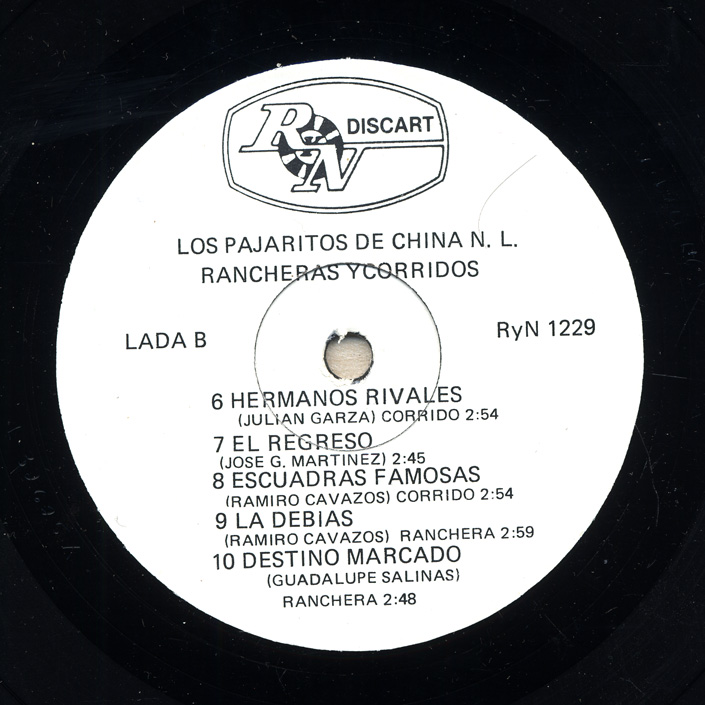 RYN DISCART
LOS PAJARITOS DE CHINA N. L.
RANCHERAS YCORRIDOS
LADA B
RyN 1229
6 HERMANOS RIVALES
(JULIAN GARZA) CORRIDO 2:54
7 EL REGRESO
(JOSE G. MARTINEZ) 2:45
8 ESCUADRAS FAMOSAS
(RAMIRO CAVAZOS) CORRIDO 2:54
9 LA DEBIAS
(RAMIRO CAVAZOS) RANCHERA 2:59
10 DESTINO MARCADO
(GUADALUPE SALINAS)
RANCHERA 2:48